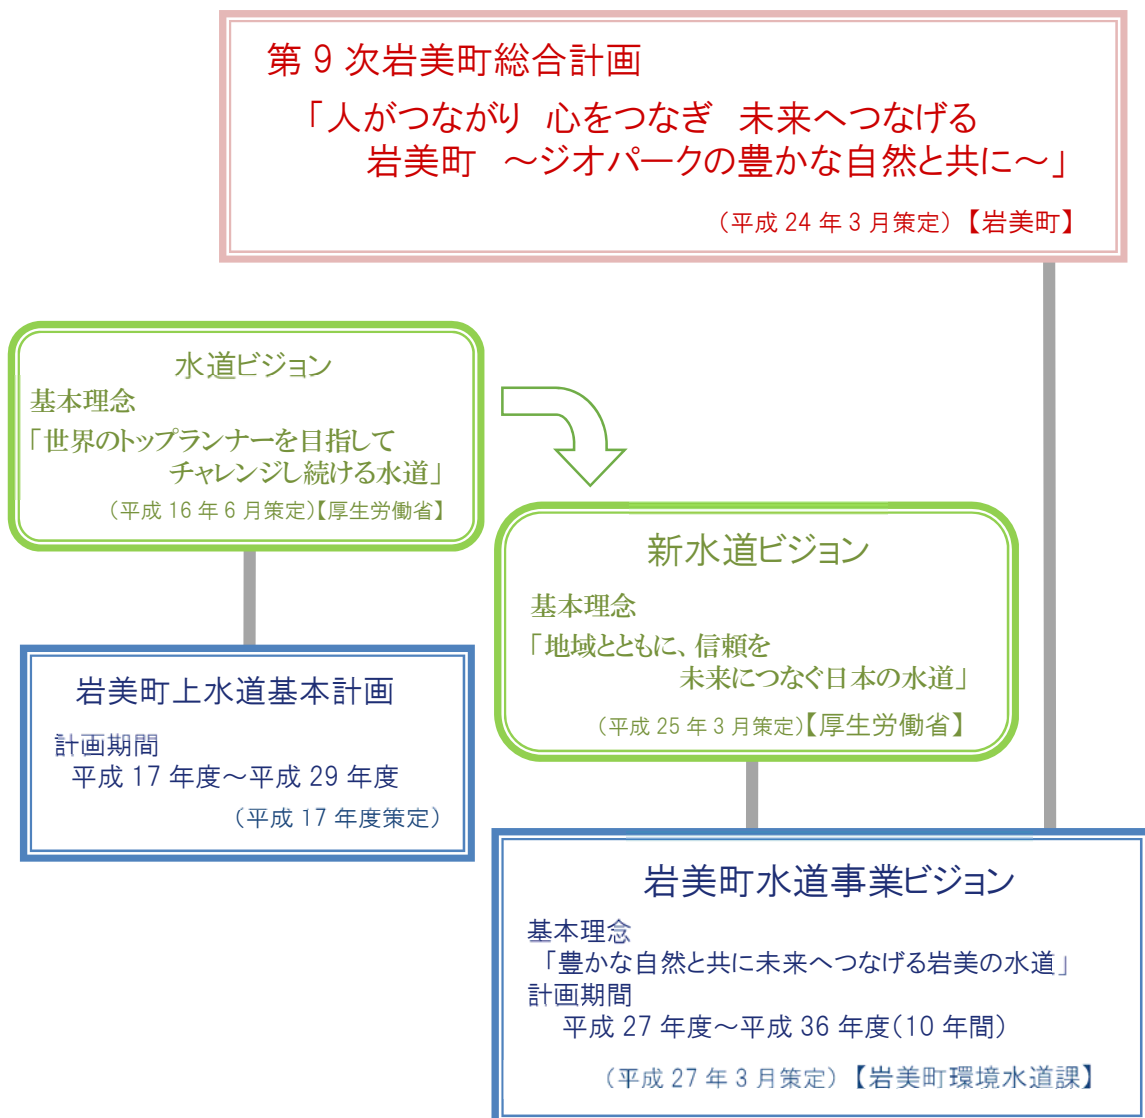 第 9 次岩美町総合計画
「人がつながり 心をつなぎ 未来へつなげる
岩美町 ～ジオパークの豊かな自然と共に～」
(平成 24 年 3 月策定)【岩美町】
水道ビジョン
基本理念
「世界のトップランナーを目指して
チャレンジし続ける水道」
(平成 16 年 6 月策定)【厚生労働省】
新水道ビジョン
基本理念
「地域とともに、信頼を
未来につなぐ日本の水道」
(平成 25 年 3 月策定)【厚生労働省】
岩美町上水道基本計画
計画期間
平成 17 年度～平成 29 年度
(平成 17 年度策定)
岩美町水道事業ビジョン
基本理念
「豊かな自然と共に未来へつなげる岩美の水道」
計画期間
平成 27 年度～平成 36 年度(10 年間)
(平成 27 年 3 月策定)【岩美町環境水道課】